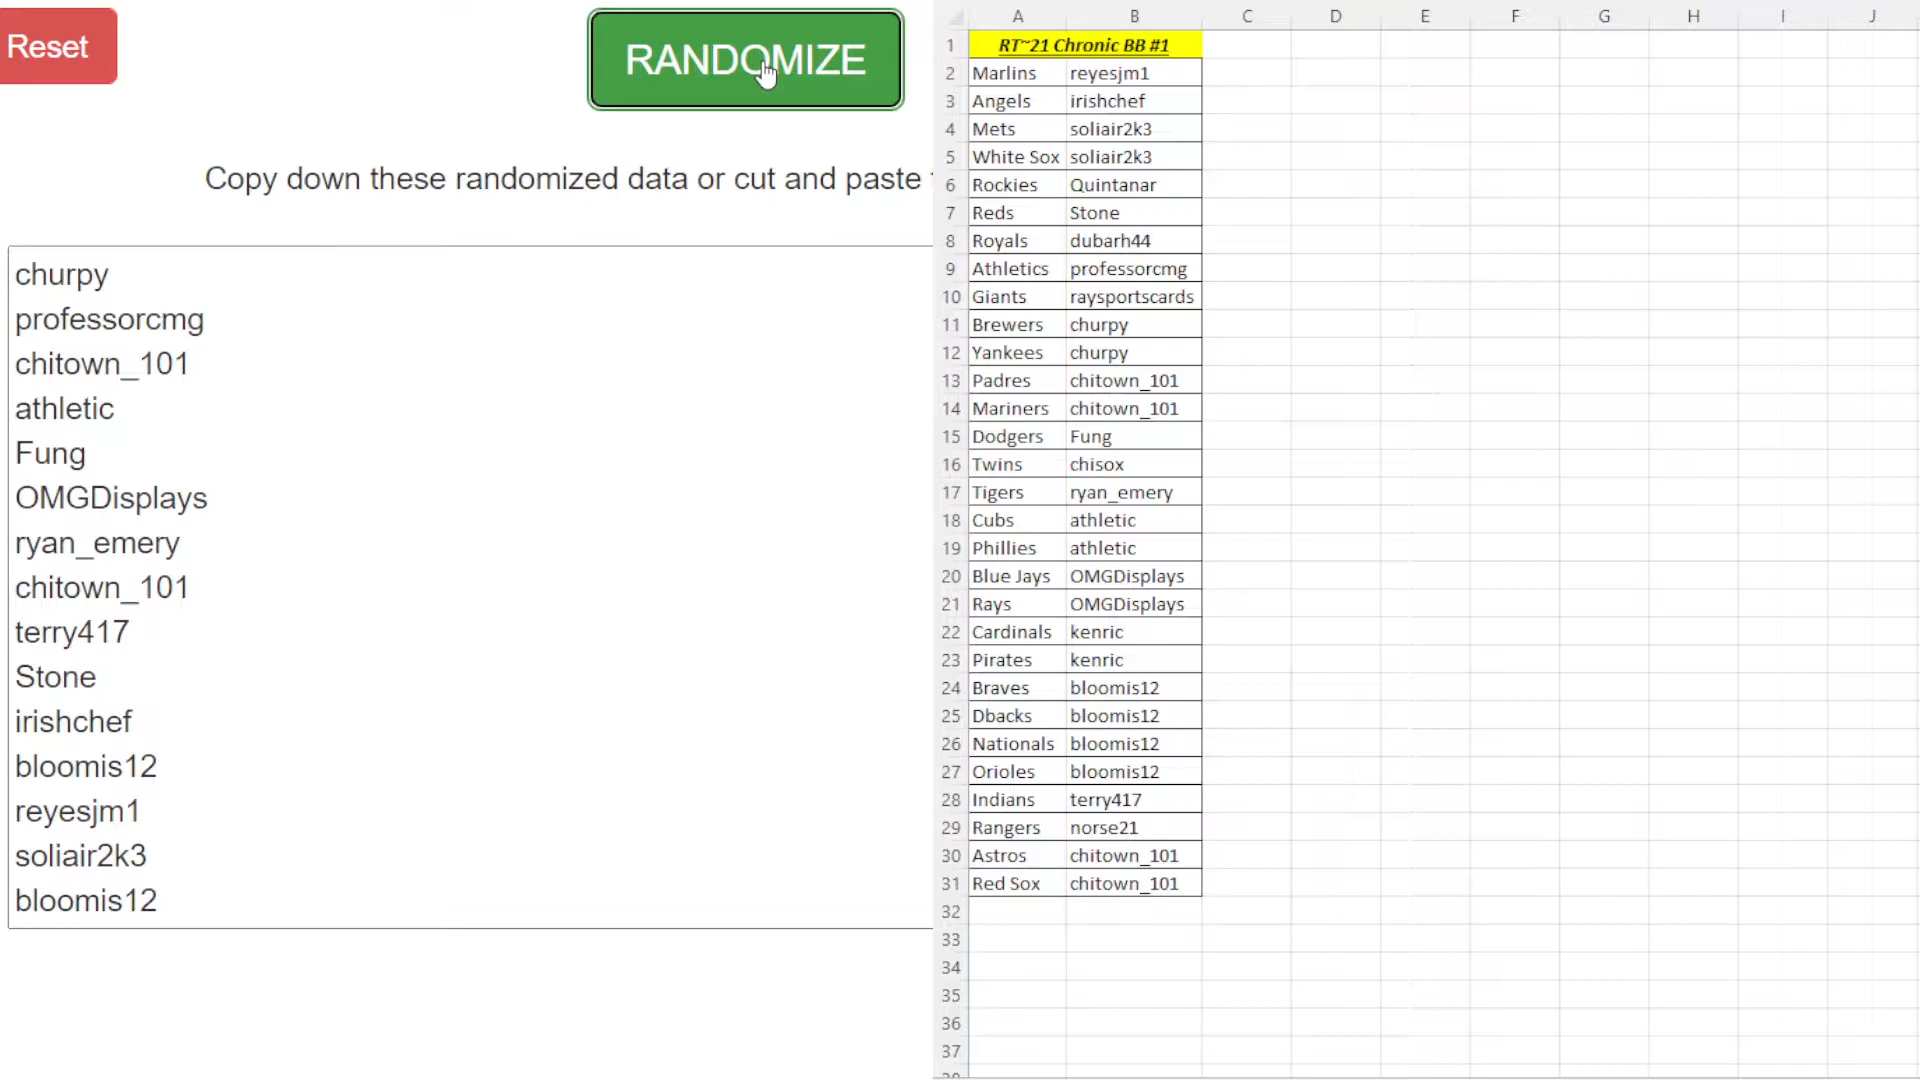 Reset
RANDOMIZE
Copy down these randomized data or cut and paste
churpy
professorcmg
chitown_101
athletic
Fung
OMGDisplays
ryan_emery
chitown_101
terry417
Stone
irishchef
bloomis12
reyesjm1
soliair2k3
bloomis12
A B C D E F G H I J
1 RT~21 Chronic BB #1
2 Marlins reyesjm1
3 Angels irishchef
4 Mets soliair2k3
5 White Sox soliair2k3
6 Rockies Quintanar
7 Reds Stone
8 Royals dubarh44
9 Athletics professorcmg
10 Giants raysportscards
11 Brewers churpy
12 Yankees churpy
13 Padres chitown_101
14 Mariners chitown_101
15 Dodgers Fung
16 Twins chisox
17 Tigers ryan_emery
18 Cubs athletic
19 Phillies athletic
20 Blue Jays OMGDisplays
21 Rays OMGDisplays
22 Cardinals kenric
23 Pirates kenric
24 Braves bloomis12
25 Dbacks bloomis12
26 Nationals bloomis12
27 Orioles bloomis12
28 Indians terry417
29 Rangers norse21
30 Astros chitown_101
31 Red Sox chitown_101
32
33
34
35
36
37